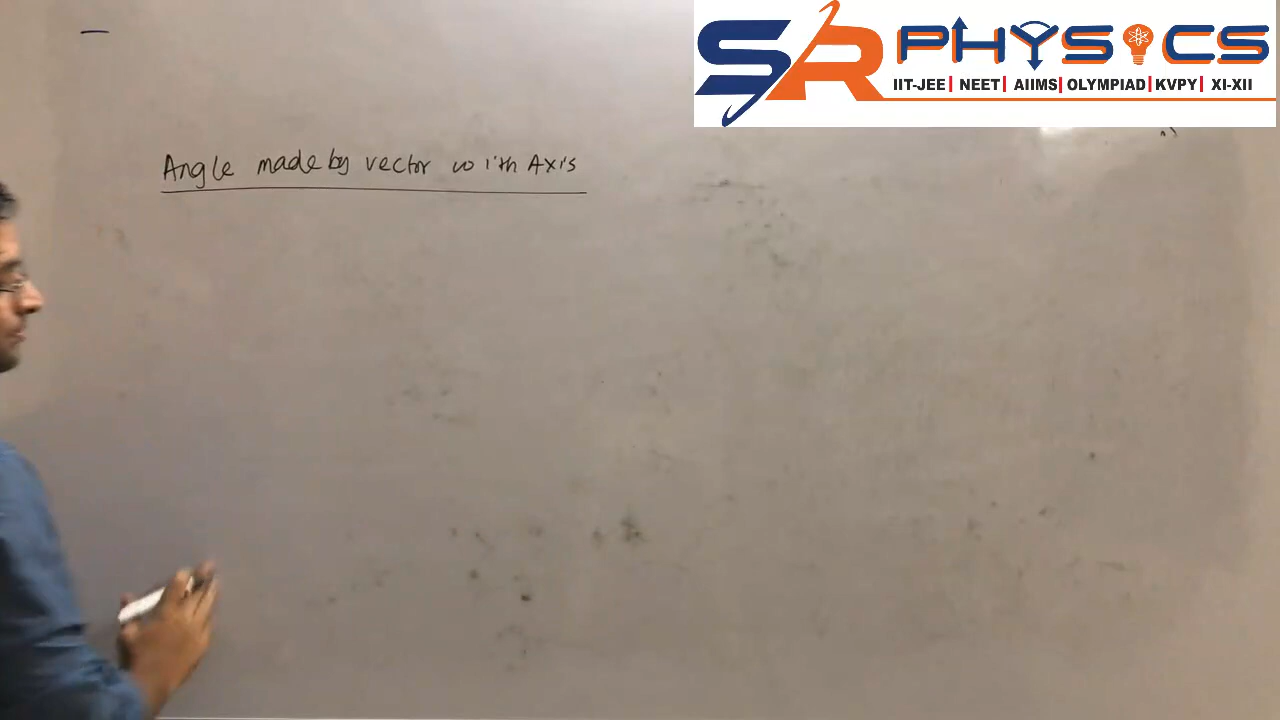 SR PHYSICS
IIT-JEE | NEET | AIIMS | OLYMPIAD | KVPY | XI-XII
Angle made by vector with Axis